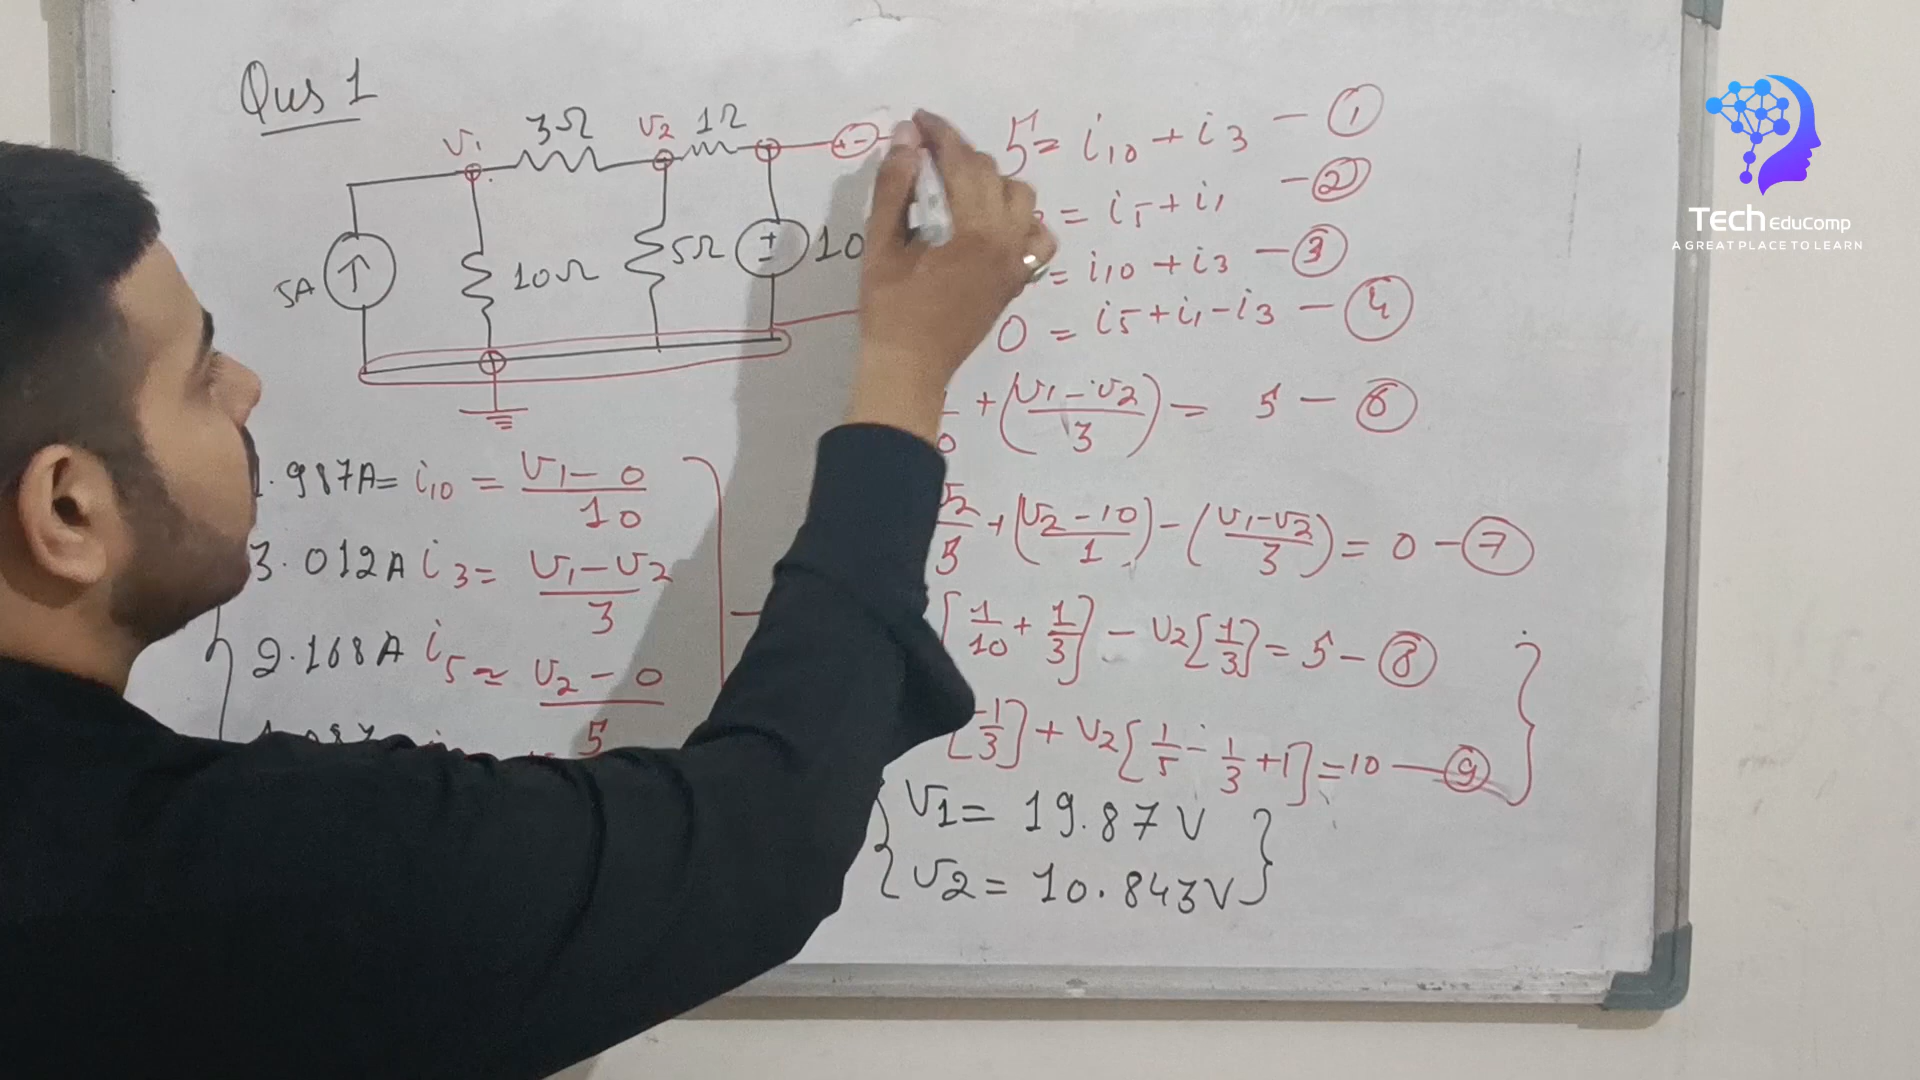 Qus 1
V1 3Ω V2 1Ω
+ -
5A
10Ω
5Ω
±
10
.987A = i10 = V1 - 0 / 10
3.012A i3 = V1 - V2 / 3
2.168A i5 = V2 - 0 / 5
5 = i10 + i3 - ①
= i5 + i1 - ②
= i10 + i3 - ③
0 = i5 + i1 - i3 - ④
+ (V1 - V2 / 3) = 5 - ⑥
V2 / 5 + (V2 - 10 / 1) - (V1 - V2 / 3) = 0 - ⑦
[1/10 + 1/3] - V2 [1/3] = 5 - ⑧
[-1/3] + V2 [1/5 - 1/3 + 1] = 10 - ⑨
V1 = 19.87 V
V2 = 10.843V
Tech EduComp
A GREAT PLACE TO LEARN